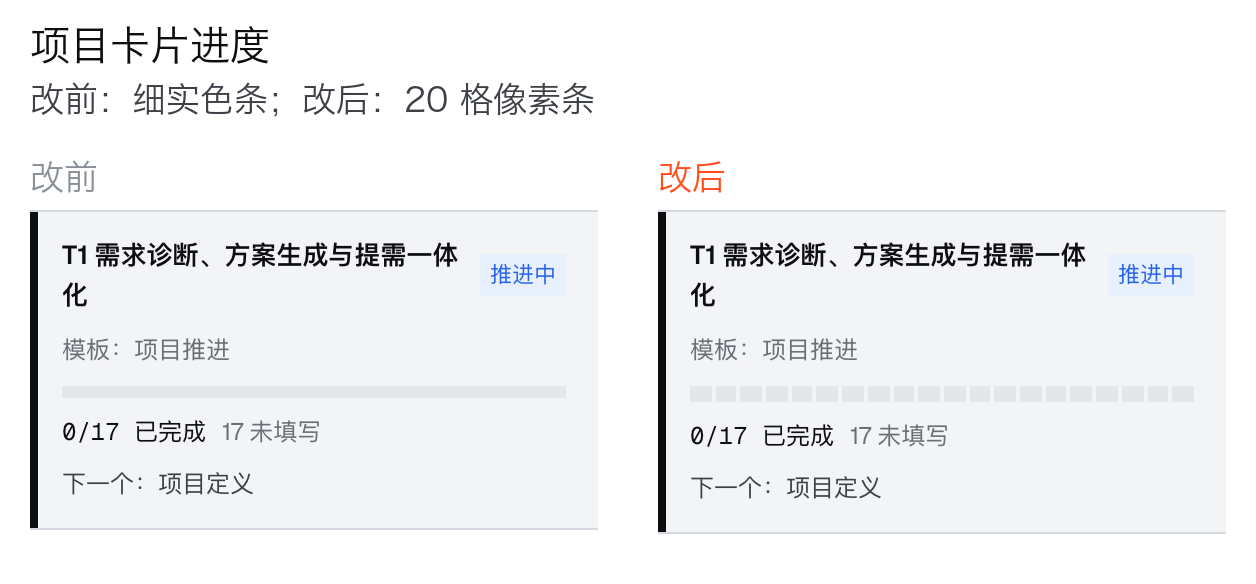 项目卡片进度
改前：细实色条；改后：20 格像素条
改前
T1 需求诊断、方案生成与提需一体
化
推进中
模板：项目推进
0/17 已完成 17 未填写
下一个：项目定义
改后
T1 需求诊断、方案生成与提需一体
化
推进中
模板：项目推进
0/17 已完成 17 未填写
下一个：项目定义